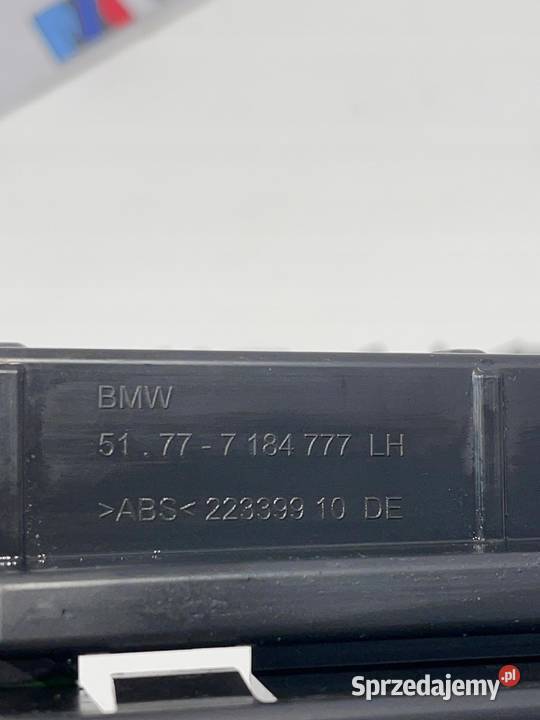 BMW
51.77-7 184 777 LH
>ABS< 223399 10 DE
Sprzedajemy.pl